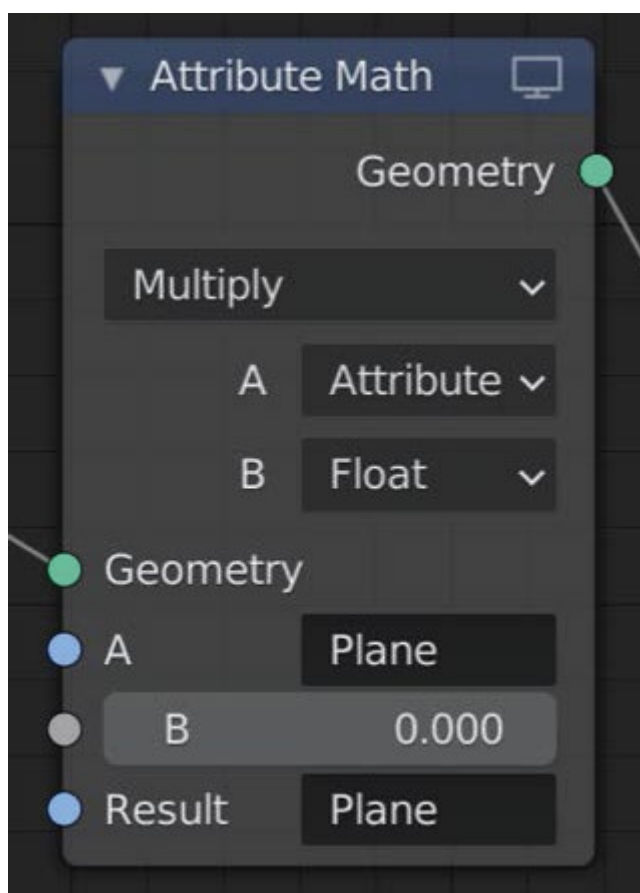 Attribute Math
Geometry
Multiply
A Attribute
B Float
Geometry
A Plane
B 0.000
Result Plane